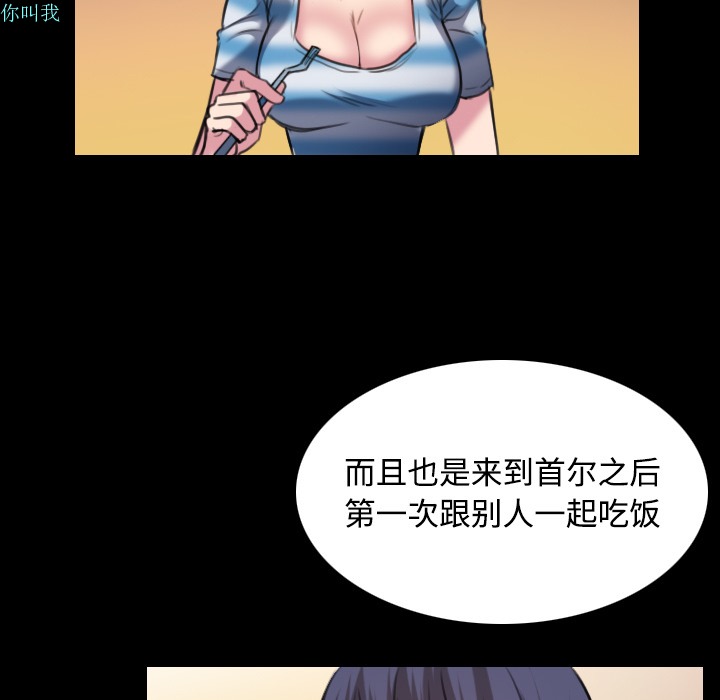 你叫我
而且也是来到首尔之后
第一次跟别人一起吃饭